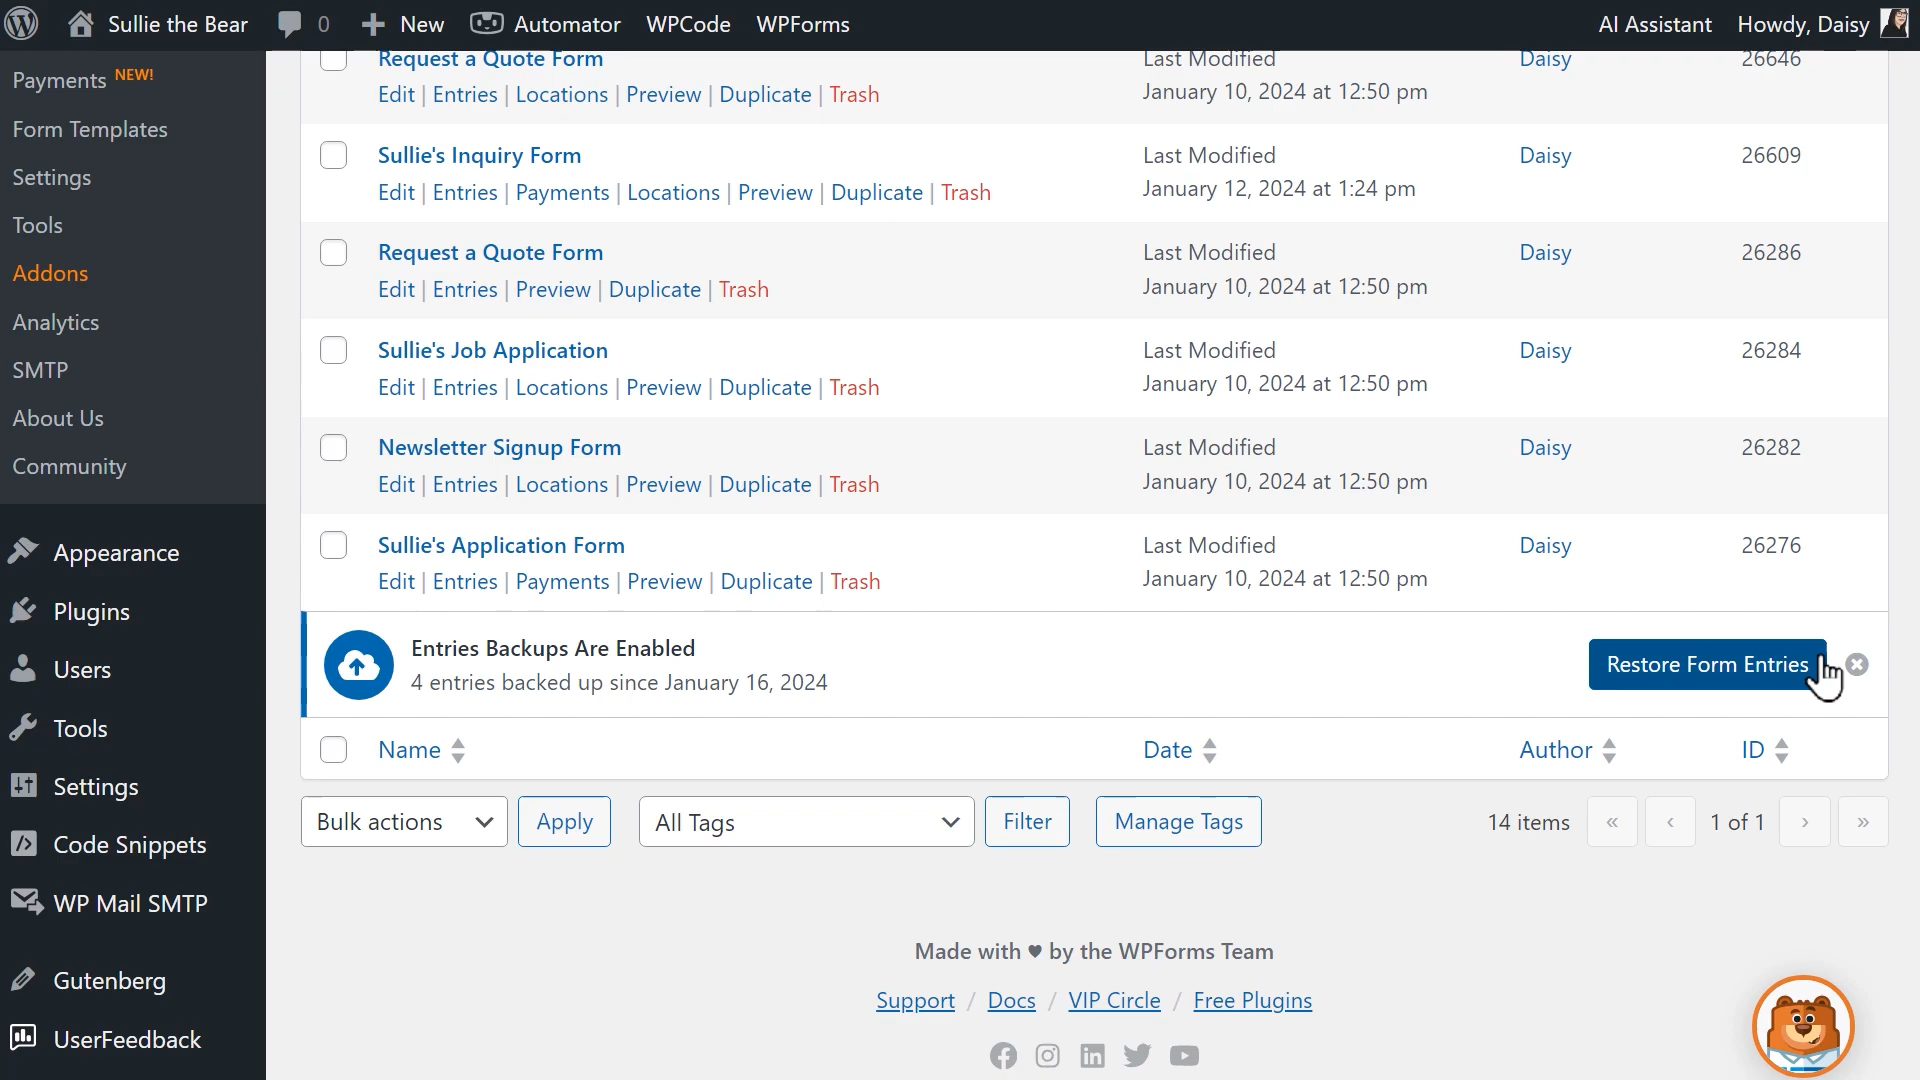 Sullie the Bear 0 New Automator WPCode WPForms AI Assistant Howdy, Daisy
Payments NEW!
Form Templates
Settings
Tools
Addons
Analytics
SMTP
About Us
Community
Appearance
Plugins
Users
Tools
Settings
Code Snippets
WP Mail SMTP
Gutenberg
UserFeedback
Request a Quote Form Last Modified Daisy 26646
Edit | Entries | Locations | Preview | Duplicate | Trash January 10, 2024 at 12:50 pm
Sullie's Inquiry Form Last Modified Daisy 26609
Edit | Entries | Payments | Locations | Preview | Duplicate | Trash January 12, 2024 at 1:24 pm
Request a Quote Form Last Modified Daisy 26286
Edit | Entries | Preview | Duplicate | Trash January 10, 2024 at 12:50 pm
Sullie's Job Application Last Modified Daisy 26284
Edit | Entries | Locations | Preview | Duplicate | Trash January 10, 2024 at 12:50 pm
Newsletter Signup Form Last Modified Daisy 26282
Edit | Entries | Locations | Preview | Duplicate | Trash January 10, 2024 at 12:50 pm
Sullie's Application Form Last Modified Daisy 26276
Edit | Entries | Payments | Preview | Duplicate | Trash January 10, 2024 at 12:50 pm
Entries Backups Are Enabled
4 entries backed up since January 16, 2024
Restore Form Entries
Name Date Author ID
Bulk actions Apply All Tags Filter Manage Tags 14 items « ‹ 1 of 1 › »
Made with ♥ by the WPForms Team
Support / Docs / VIP Circle / Free Plugins